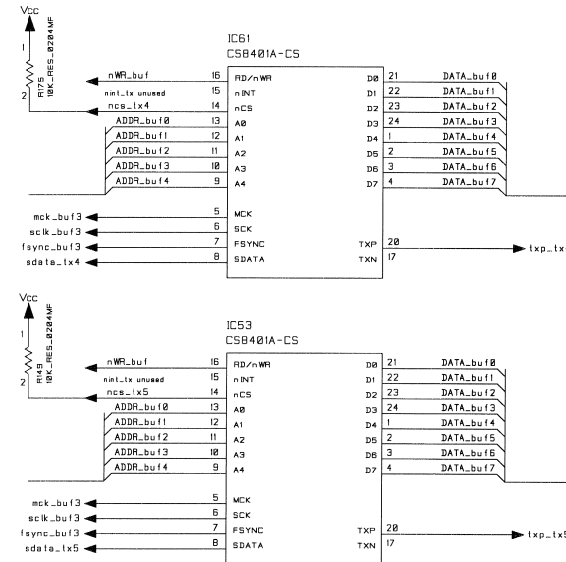 Vcc
IC61
CS8401A-CS
1
2
R175
10K_RES_0204MF
nWR_buf 16 RD/nWR D0 21 DATA_buf0
nint_tx unused 15 nINT D1 22 DATA_buf1
ncs_tx4 14 nCS D2 23 DATA_buf2
ADDR_buf0 13 A0 D3 24 DATA_buf3
ADDR_buf1 12 A1 D4 1 DATA_buf4
ADDR_buf2 11 A2 D5 2 DATA_buf5
ADDR_buf3 10 A3 D6 3 DATA_buf6
ADDR_buf4 9 A4 D7 4 DATA_buf7
mck_buf3 5 MCK
sclk_buf3 6 SCK
fsync_buf3 7 FSYNC TXP 20
sdata_tx4 8 SDATA TXN 17
Vcc
IC53
CS8401A-CS
1
2
R149
10K_RES_0204MF
nWR_buf 16 RD/nWR D0 21 DATA_buf0
nint_tx unused 15 nINT D1 22 DATA_buf1
ncs_tx5 14 nCS D2 23 DATA_buf2
ADDR_buf0 13 A0 D3 24 DATA_buf3
ADDR_buf1 12 A1 D4 1 DATA_buf4
ADDR_buf2 11 A2 D5 2 DATA_buf5
ADDR_buf3 10 A3 D6 3 DATA_buf6
ADDR_buf4 9 A4 D7 4 DATA_buf7
mck_buf3 5 MCK
sclk_buf3 6 SCK
fsync_buf3 7 FSYNC TXP 20 txp_tx5
sdata_tx5 8 SDATA TXN 17